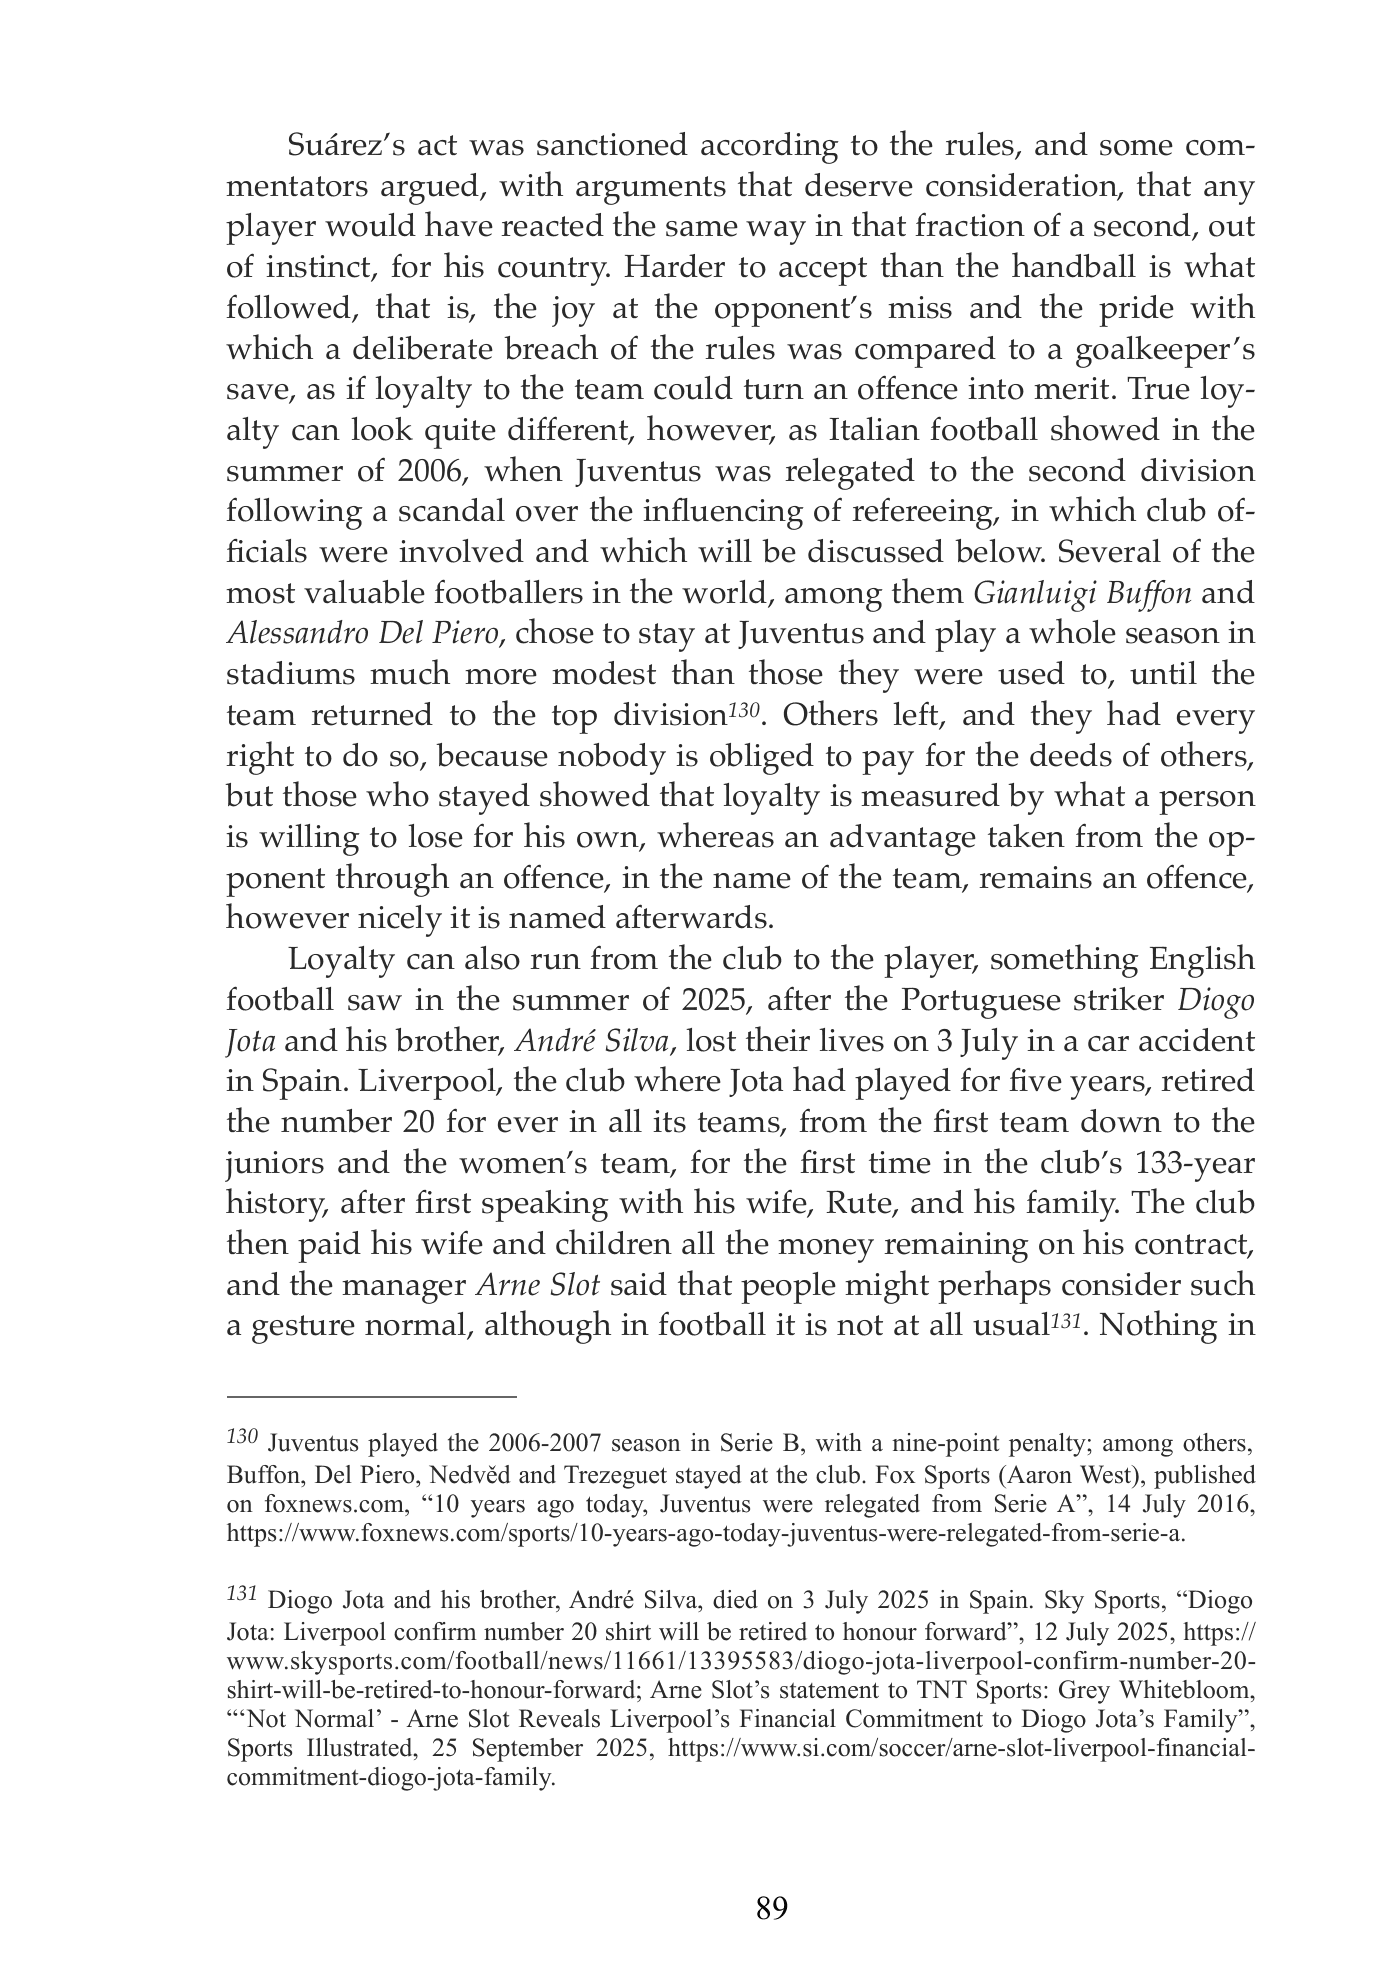 Suárez’s act was sanctioned according to the rules, and some com-
mentators argued, with arguments that deserve consideration, that any
player would have reacted the same way in that fraction of a second, out
of instinct, for his country. Harder to accept than the handball is what
followed, that is, the joy at the opponent’s miss and the pride with
which a deliberate breach of the rules was compared to a goalkeeper’s
save, as if loyalty to the team could turn an offence into merit. True loy-
alty can look quite different, however, as Italian football showed in the
summer of 2006, when Juventus was relegated to the second division
following a scandal over the influencing of refereeing, in which club of-
ficials were involved and which will be discussed below. Several of the
most valuable footballers in the world, among them Gianluigi Buffon and
Alessandro Del Piero, chose to stay at Juventus and play a whole season in
stadiums much more modest than those they were used to, until the
team returned to the top division130. Others left, and they had every
right to do so, because nobody is obliged to pay for the deeds of others,
but those who stayed showed that loyalty is measured by what a person
is willing to lose for his own, whereas an advantage taken from the op-
ponent through an offence, in the name of the team, remains an offence,
however nicely it is named afterwards.
Loyalty can also run from the club to the player, something English
football saw in the summer of 2025, after the Portuguese striker Diogo
Jota and his brother, André Silva, lost their lives on 3 July in a car accident
in Spain. Liverpool, the club where Jota had played for five years, retired
the number 20 for ever in all its teams, from the first team down to the
juniors and the women’s team, for the first time in the club’s 133-year
history, after first speaking with his wife, Rute, and his family. The club
then paid his wife and children all the money remaining on his contract,
and the manager Arne Slot said that people might perhaps consider such
a gesture normal, although in football it is not at all usual131. Nothing in
130 Juventus played the 2006-2007 season in Serie B, with a nine-point penalty; among others,
Buffon, Del Piero, Nedvěd and Trezeguet stayed at the club. Fox Sports (Aaron West), published
on foxnews.com, “10 years ago today, Juventus were relegated from Serie A”, 14 July 2016,
https://www.foxnews.com/sports/10-years-ago-today-juventus-were-relegated-from-serie-a.
131 Diogo Jota and his brother, André Silva, died on 3 July 2025 in Spain. Sky Sports, “Diogo
Jota: Liverpool confirm number 20 shirt will be retired to honour forward”, 12 July 2025, https://
www.skysports.com/football/news/11661/13395583/diogo-jota-liverpool-confirm-number-20-
shirt-will-be-retired-to-honour-forward; Arne Slot’s statement to TNT Sports: Grey Whitebloom,
“‘Not Normal’ - Arne Slot Reveals Liverpool’s Financial Commitment to Diogo Jota’s Family”,
Sports Illustrated, 25 September 2025, https://www.si.com/soccer/arne-slot-liverpool-financial-
commitment-diogo-jota-family.
89